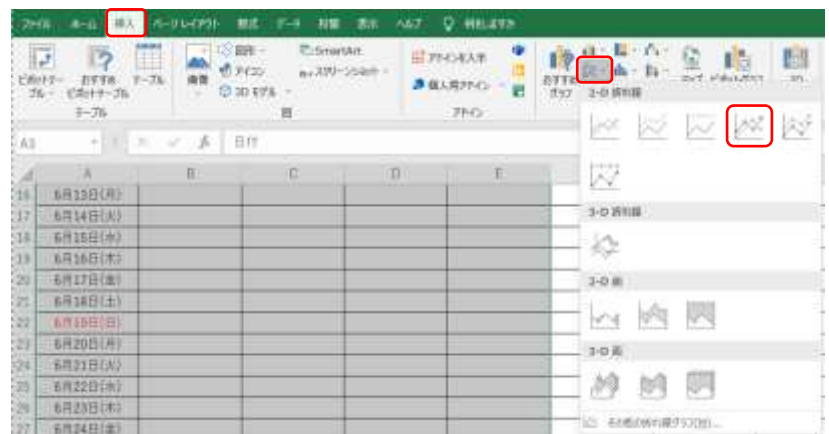 ファイル ホーム 挿入 ページレイアウト 数式 データ 校閲 表示 ヘルプ
ピボットテーブル おすすめピボットテーブル テーブル 画像 図形 アイコン 3D モデル SmartArt スクリーンショット アドインを入手 個人用アドイン おすすめグラフ マップ ピボットグラフ 3D
テーブル 図 アドイン
2-D 折れ線
A3 fx 日付
A B C D E
16 6月13日(月)
17 6月14日(火)
18 6月15日(水)
3-D 折れ線
19 6月16日(木)
20 6月17日(金)
2-D 面
21 6月18日(土)
22 6月19日(日)
23 6月20日(月)
3-D 面
24 6月21日(火)
25 6月22日(水)
26 6月23日(木)
27 6月24日(金)
その他の折れ線グラフ(M)...